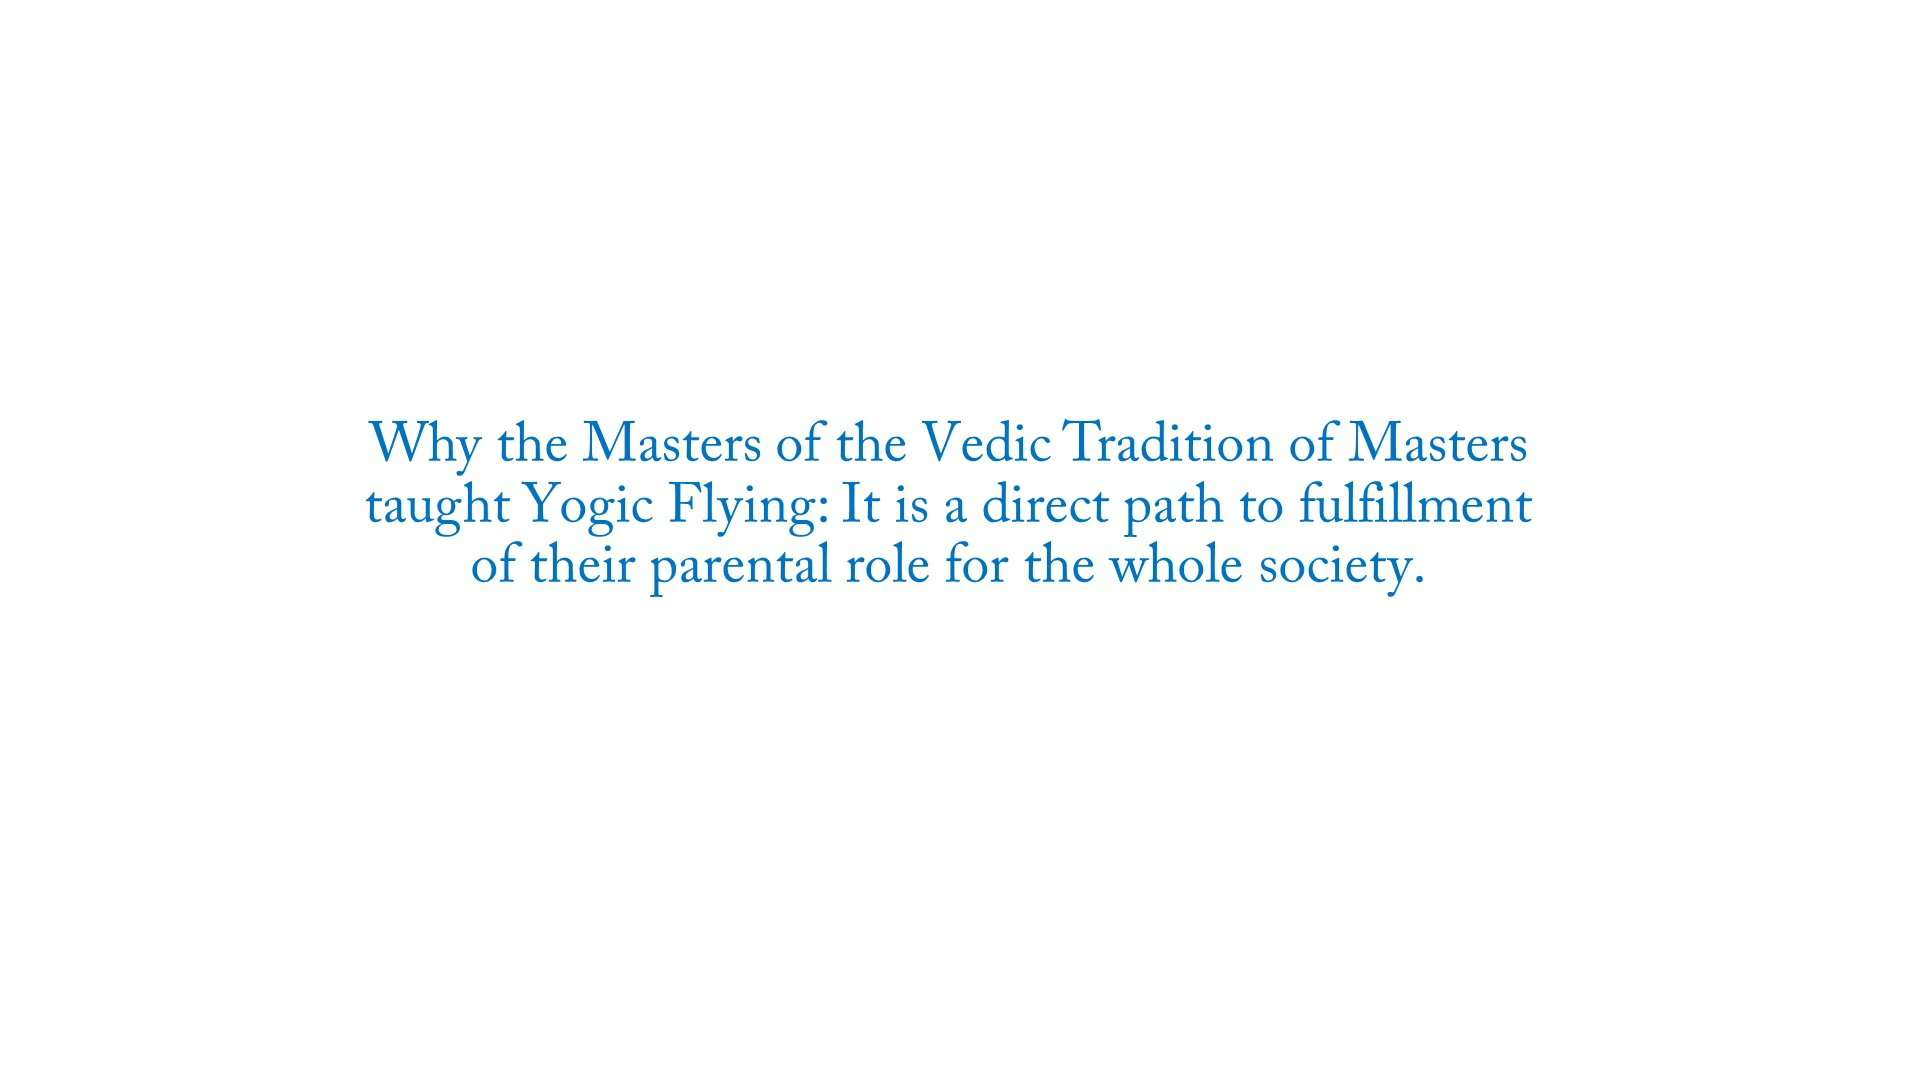 Why the Masters of the Vedic Tradition of Masters
taught Yogic Flying: It is a direct path to fulfillment
of their parental role for the whole society.